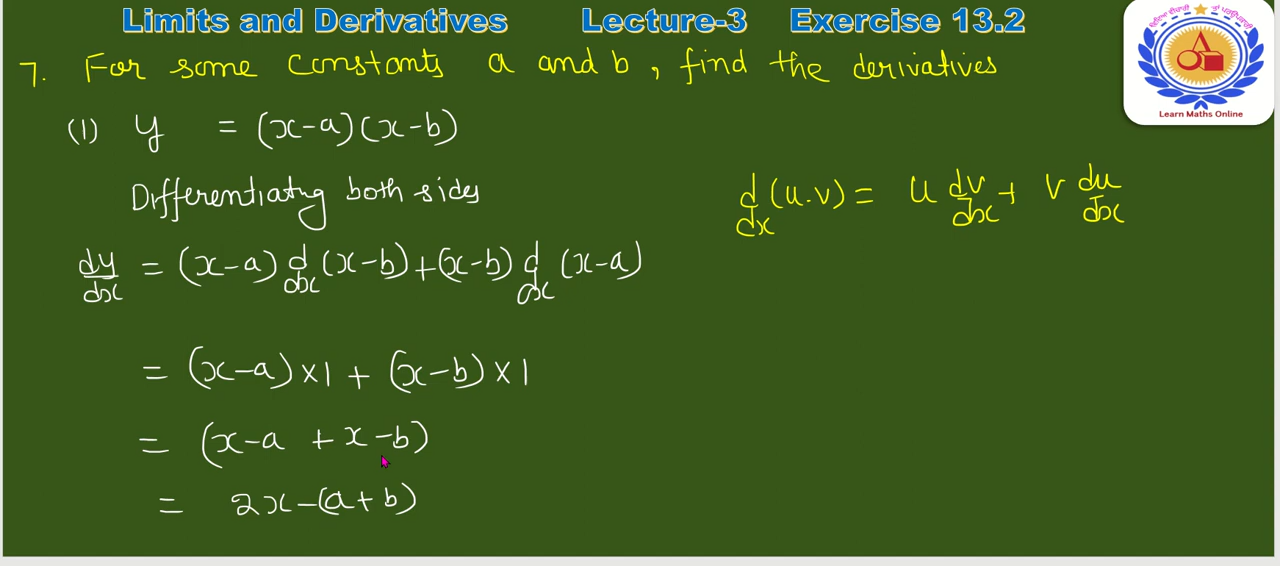 Limits and Derivatives Lecture-3 Exercise 13.2
7. For some constants a and b, find the derivatives
(1) y = (x-a)(x-b)
Differentiating both sides
d/dx (u.v) = u dv/dx + v du/dx
dy/dx = (x-a) d/dx (x-b) + (x-b) d/dx (x-a)
= (x-a)×1 + (x-b)×1
= (x-a + x-b)
= 2x-(a+b)
Learn Maths Online